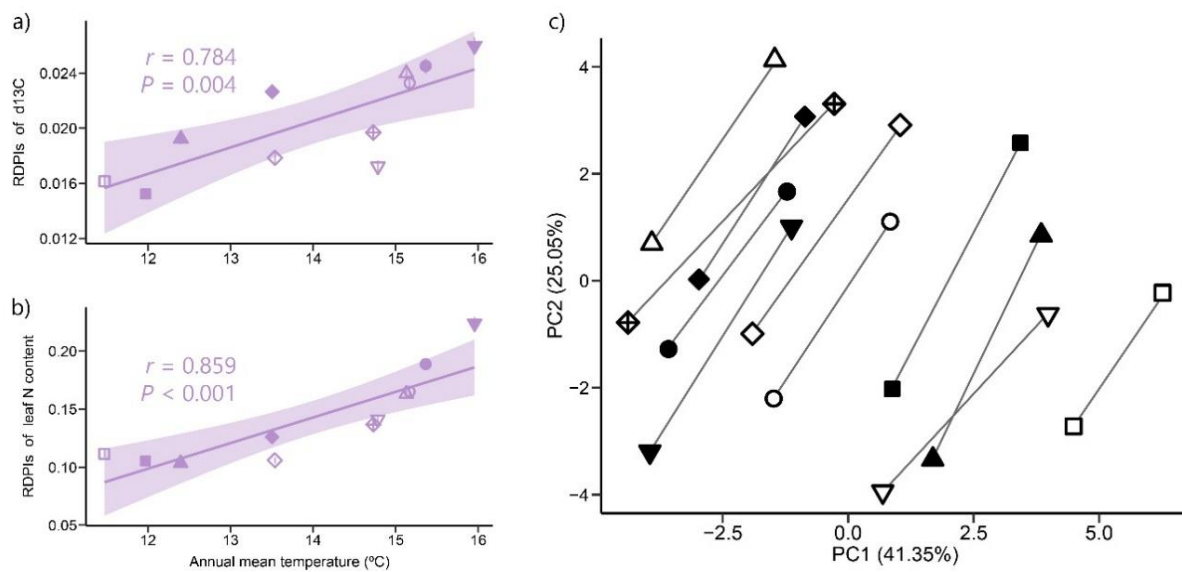 a)
r = 0.784
P = 0.004
RDPIs of d13C
0.024
0.020
0.016
0.012
12 13 14 15 16
b)
r = 0.859
P < 0.001
RDPIs of leaf N content
0.20
0.15
0.10
0.05
12 13 14 15 16
Annual mean temperature (ºC)
c)
PC2 (25.05%)
4
2
0
−2
−4
−2.5 0.0 2.5 5.0
PC1 (41.35%)